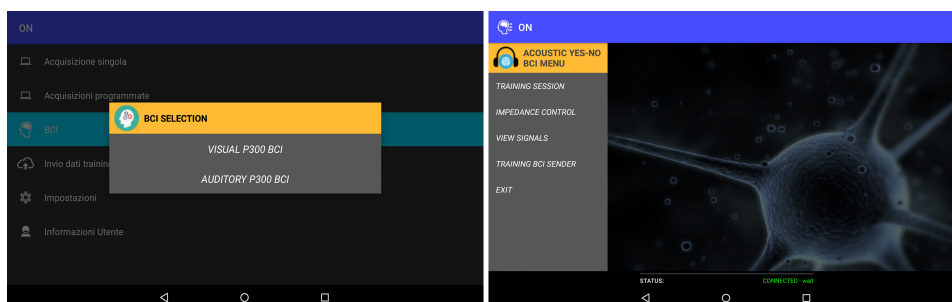 ON
Acquisizione singola
Acquisizioni programmate
BCI
Invio dati training
Impostazioni
Informazioni Utente
BCI SELECTION
VISUAL P300 BCI
AUDITORY P300 BCI
ON
ACOUSTIC YES-NO
BCI MENU
TRAINING SESSION
IMPEDANCE CONTROL
VIEW SIGNALS
TRAINING BCI SENDER
EXIT
STATUS:
CONNECTED - wait